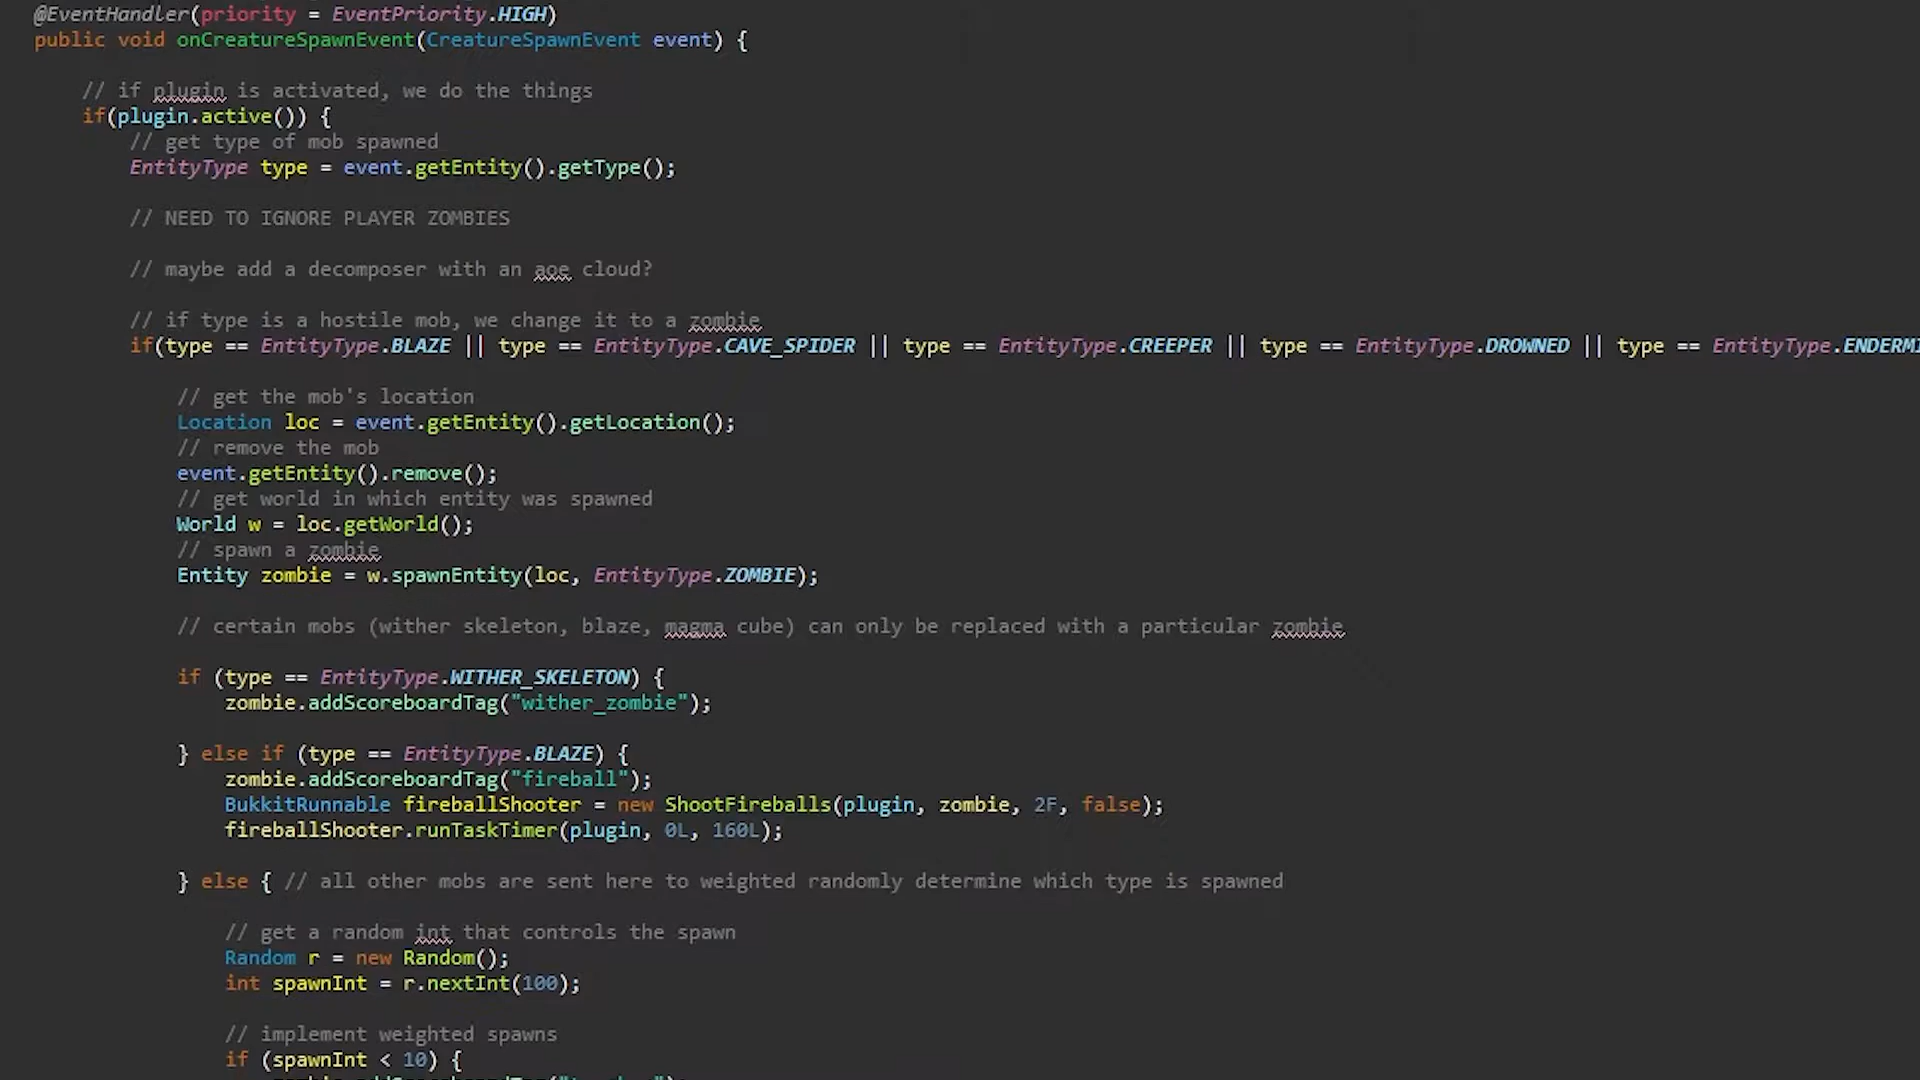 @EventHandler(priority = EventPriority.HIGH)
public void onCreatureSpawnEvent(CreatureSpawnEvent event) {
// if plugin is activated, we do the things
if(plugin.active()) {
// get type of mob spawned
EntityType type = event.getEntity().getType();
// NEED TO IGNORE PLAYER ZOMBIES
// maybe add a decomposer with an aoe cloud?
// if type is a hostile mob, we change it to a zombie
if(type == EntityType.BLAZE || type == EntityType.CAVE_SPIDER || type == EntityType.CREEPER || type == EntityType.DROWNED || type == EntityType.ENDERMI
// get the mob's location
Location loc = event.getEntity().getLocation();
// remove the mob
event.getEntity().remove();
// get world in which entity was spawned
World w = loc.getWorld();
// spawn a zombie
Entity zombie = w.spawnEntity(loc, EntityType.ZOMBIE);
// certain mobs (wither skeleton, blaze, magma cube) can only be replaced with a particular zombie
if (type == EntityType.WITHER_SKELETON) {
zombie.addScoreboardTag("wither_zombie");
} else if (type == EntityType.BLAZE) {
zombie.addScoreboardTag("fireball");
BukkitRunnable fireballShooter = new ShootFireballs(plugin, zombie, 2F, false);
fireballShooter.runTaskTimer(plugin, 0L, 160L);
} else { // all other mobs are sent here to weighted randomly determine which type is spawned
// get a random int that controls the spawn
Random r = new Random();
int spawnInt = r.nextInt(100);
// implement weighted spawns
if (spawnInt < 10) {